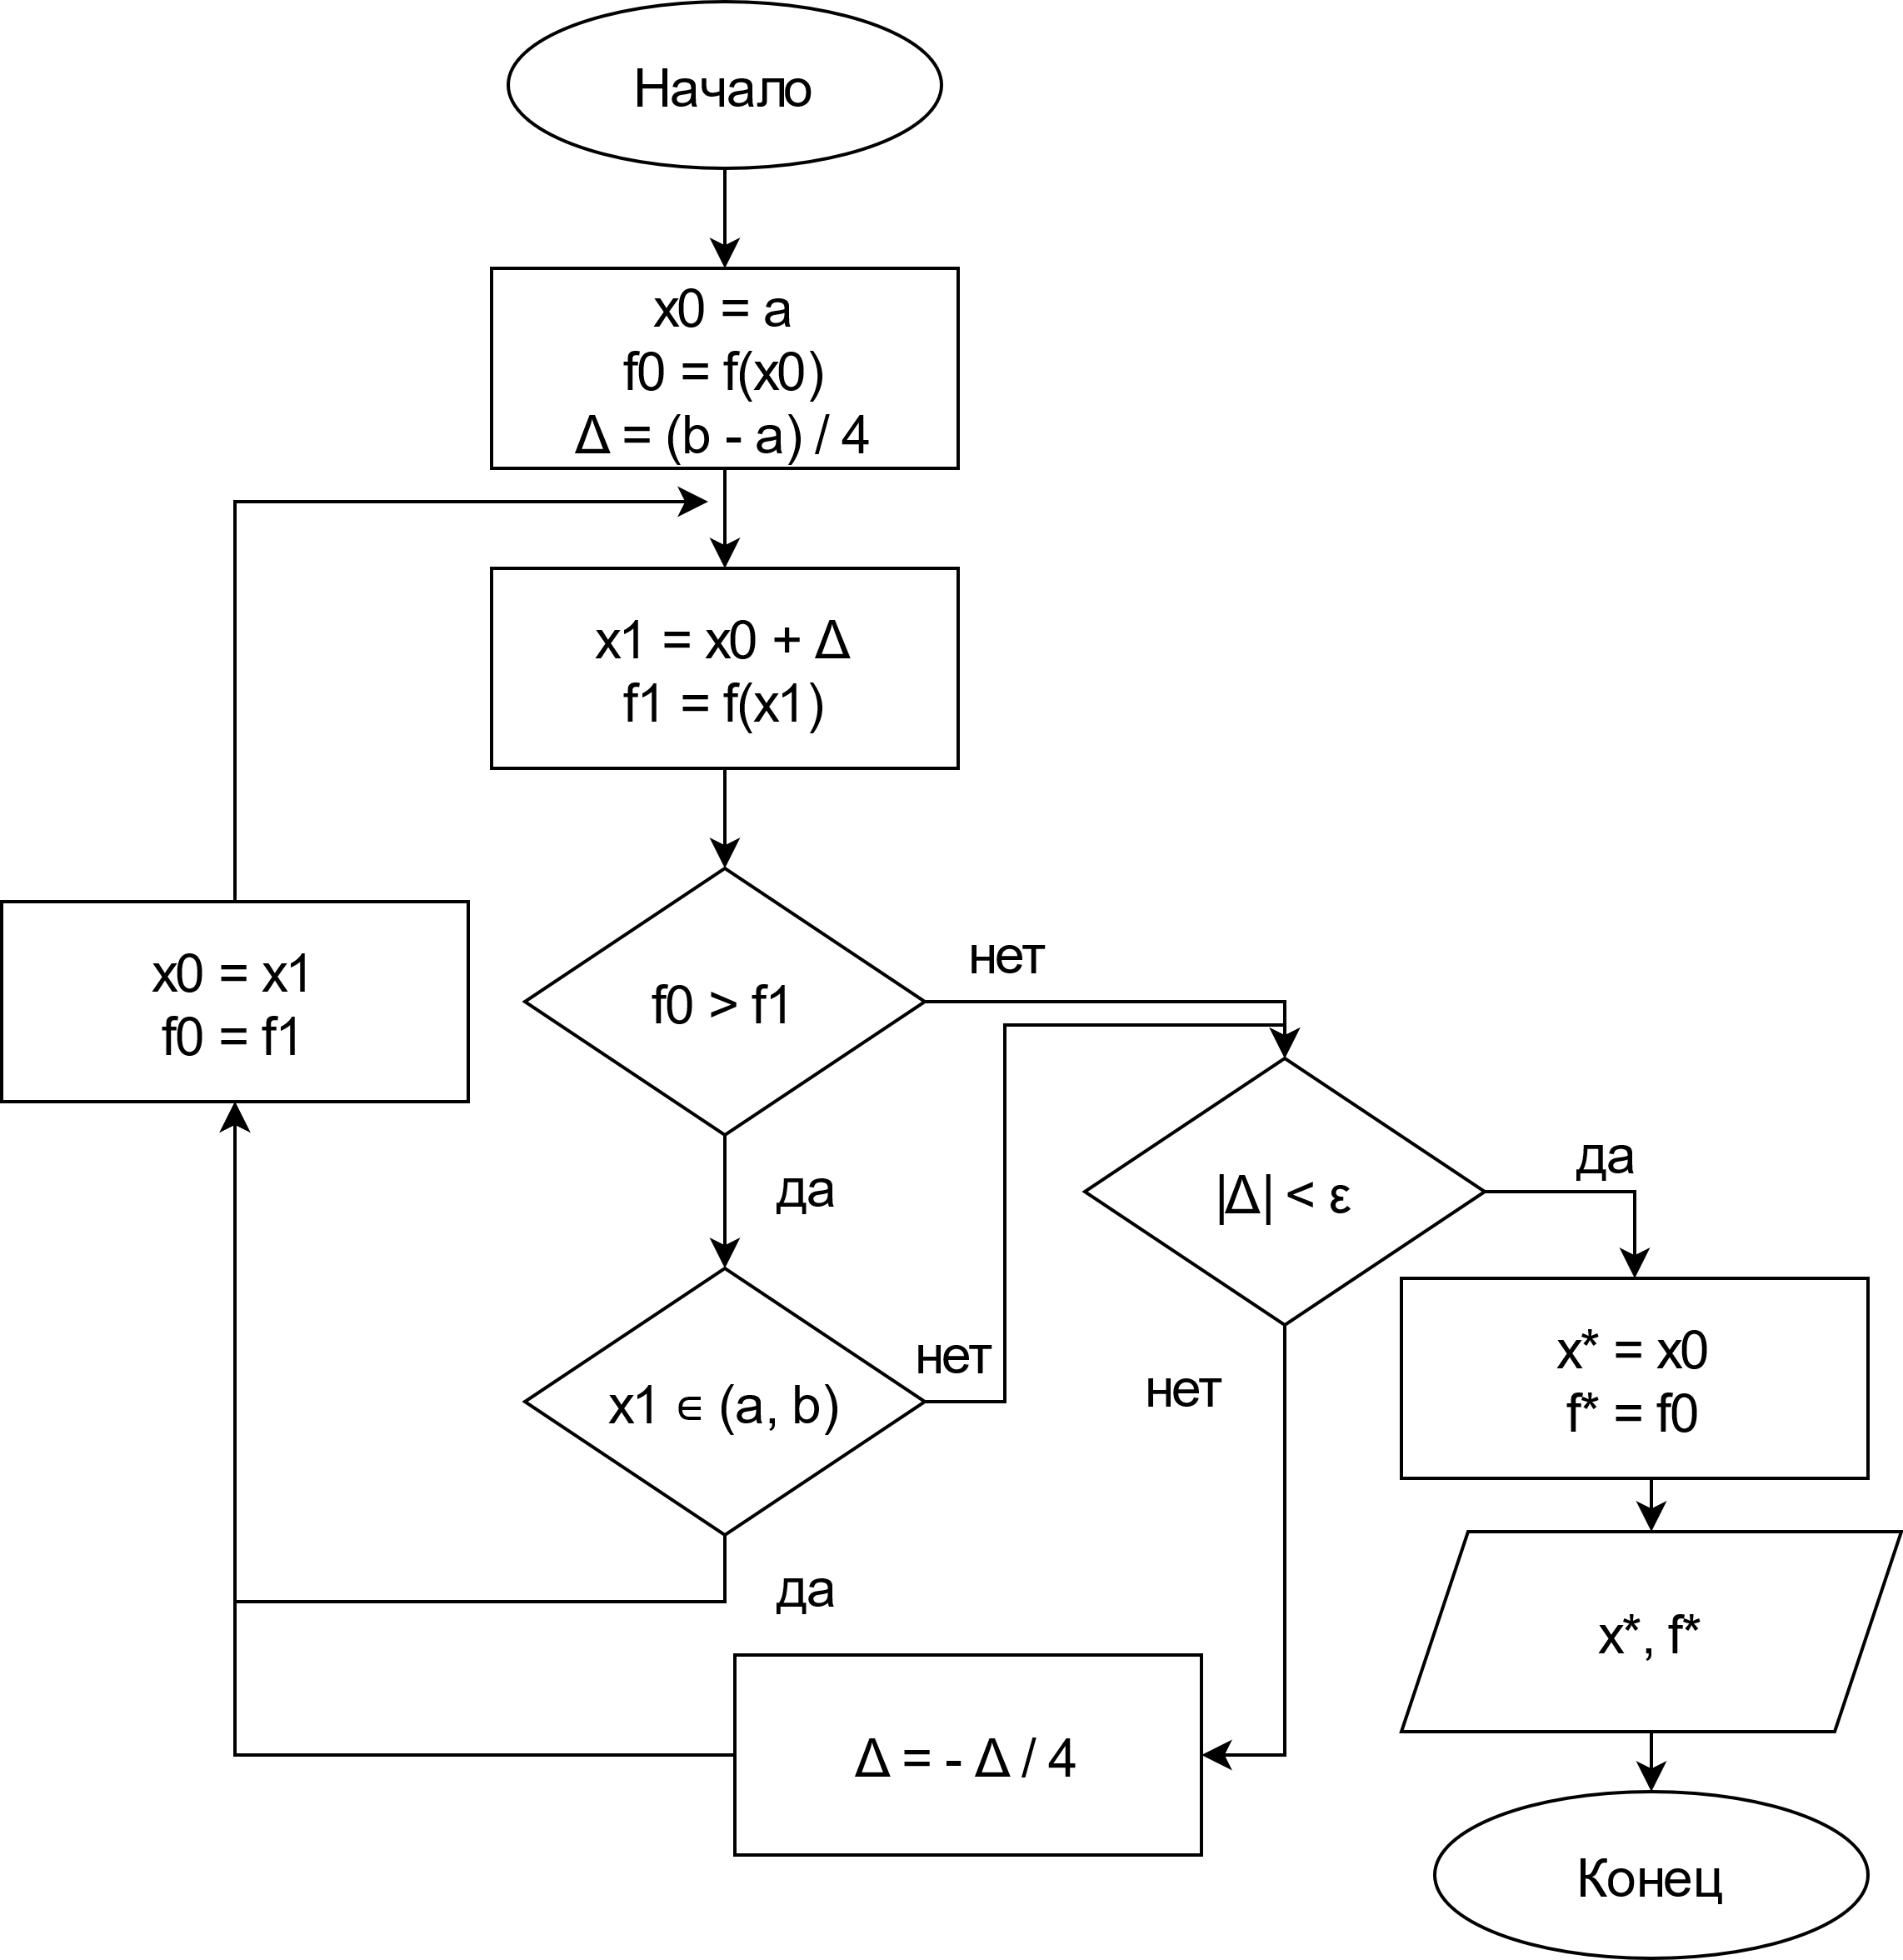 Начало
x0 = a
f0 = f(x0)
Δ = (b - a) / 4
x1 = x0 + Δ
f1 = f(x1)
x0 = x1
f0 = f1
f0 > f1
нет
да
|Δ| < ε
да
x1 ∈ (a, b)
нет
нет
x* = x0
f* = f0
да
x*, f*
Δ = - Δ / 4
Конец